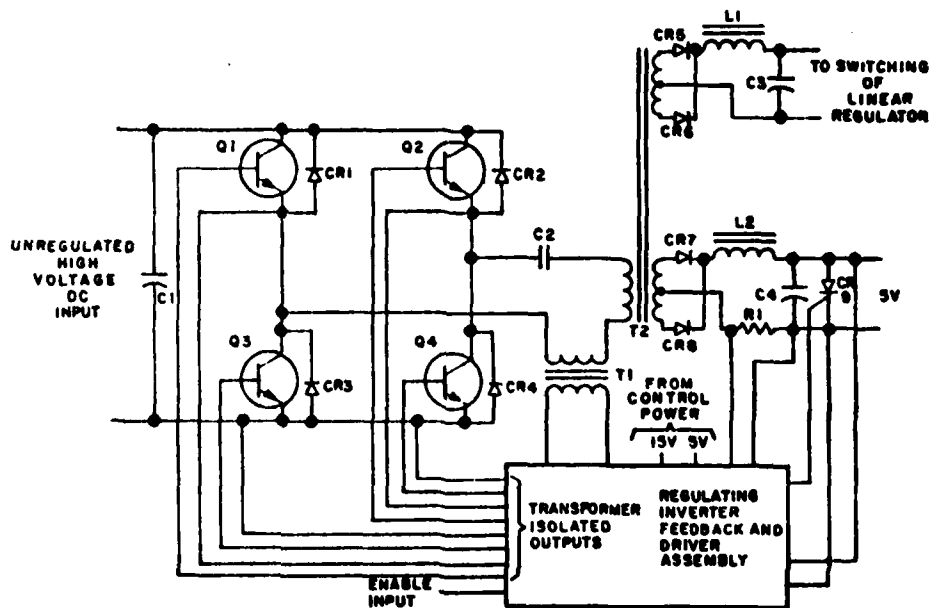 L1
CR5
C3
TO SWITCHING
OF
LINEAR
REGULATOR
CR6
Q1
CR1
Q2
CR2
UNREGULATED
HIGH
VOLTAGE
DC
INPUT
C1
C2
CR7
L2
C4
CR
9
5V
R1
T2
CR8
Q3
CR3
Q4
CR4
T1
FROM
CONTROL
POWER
15V 5V
TRANSFORMER
ISOLATED
OUTPUTS
REGULATING
INVERTER
FEEDBACK AND
DRIVER
ASSEMBLY
ENABLE
INPUT